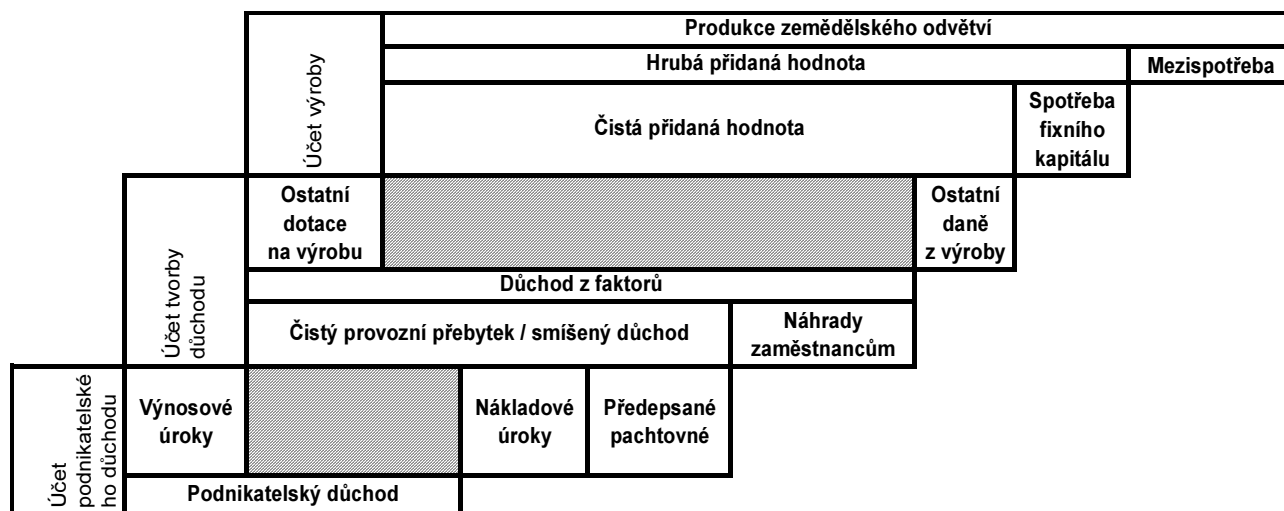 Produkce zemědělského odvětví
Účet výroby
Hrubá přidaná hodnota
Mezispotřeba
Čistá přidaná hodnota
Spotřeba
fixního
kapitálu
Účet tvorby
důchodu
Ostatní
dotace
na výrobu
Ostatní
daně
z výroby
Důchod z faktorů
Čistý provozní přebytek / smíšený důchod
Náhrady
zaměstnancům
Účet
podnikatelské
ho důchodu
Výnosové
úroky
Nákladové
úroky
Předepsané
pachtovné
Podnikatelský důchod